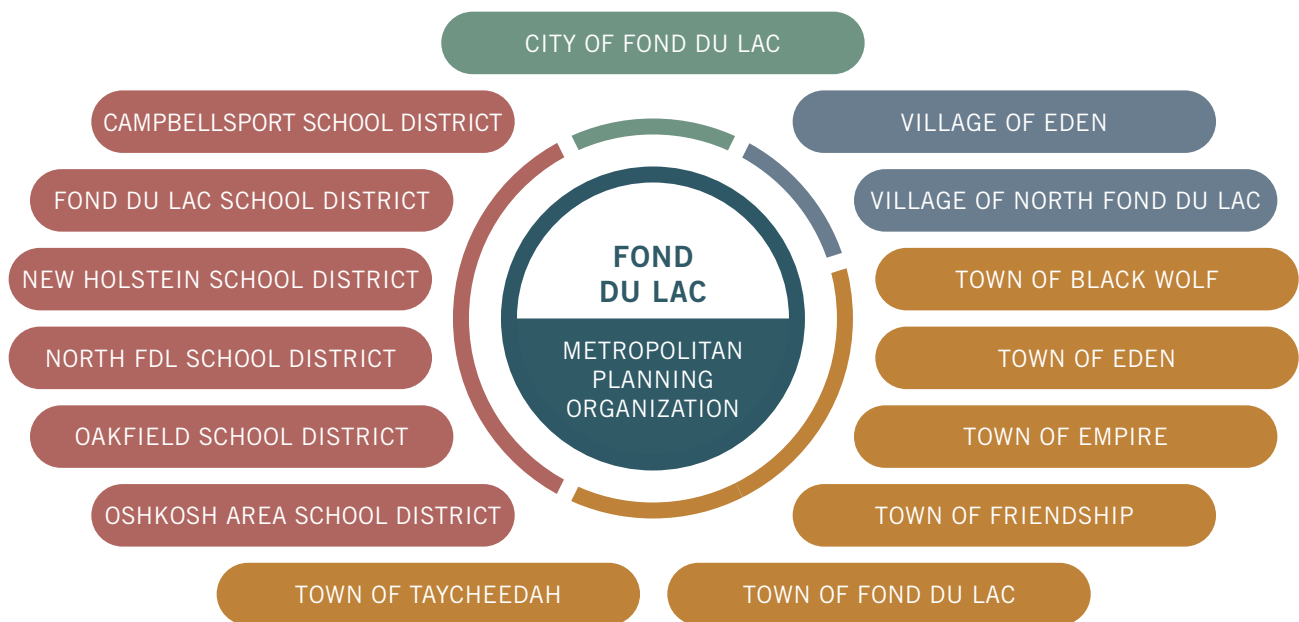 CITY OF FOND DU LAC
CAMPBELLSPORT SCHOOL DISTRICT
VILLAGE OF EDEN
FOND DU LAC SCHOOL DISTRICT
VILLAGE OF NORTH FOND DU LAC
NEW HOLSTEIN SCHOOL DISTRICT
FOND
DU LAC
TOWN OF BLACK WOLF
NORTH FDL SCHOOL DISTRICT
METROPOLITAN
PLANNING
ORGANIZATION
TOWN OF EDEN
OAKFIELD SCHOOL DISTRICT
TOWN OF EMPIRE
OSHKOSH AREA SCHOOL DISTRICT
TOWN OF FRIENDSHIP
TOWN OF TAYCHEEDAH
TOWN OF FOND DU LAC